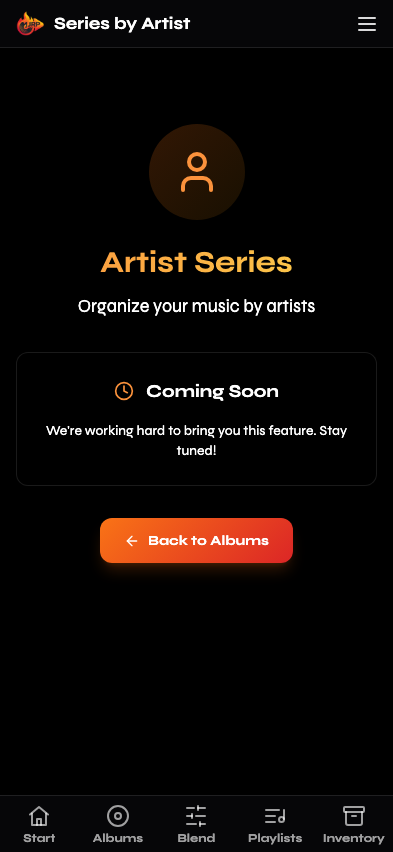 Series by Artist
Artist Series
Organize your music by artists
Coming Soon
We're working hard to bring you this feature. Stay
tuned!
Back to Albums
Start
Albums
Blend
Playlists
Inventory